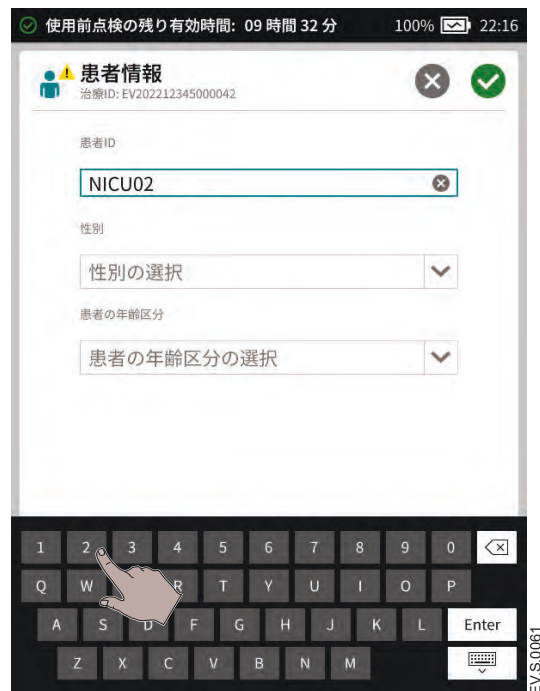 使用前点検の残り有効時間: 09 時間 32 分 100% 22:16
患者情報
治療ID: EV202212345000042
患者ID
NICU02
性別
性別の選択
患者の年齢区分
患者の年齢区分の選択
1 2 3 4 5 6 7 8 9 0
Q W R T Y U I O P
A S D F G H J K L Enter
Z X C V B N M
EV.S.0061